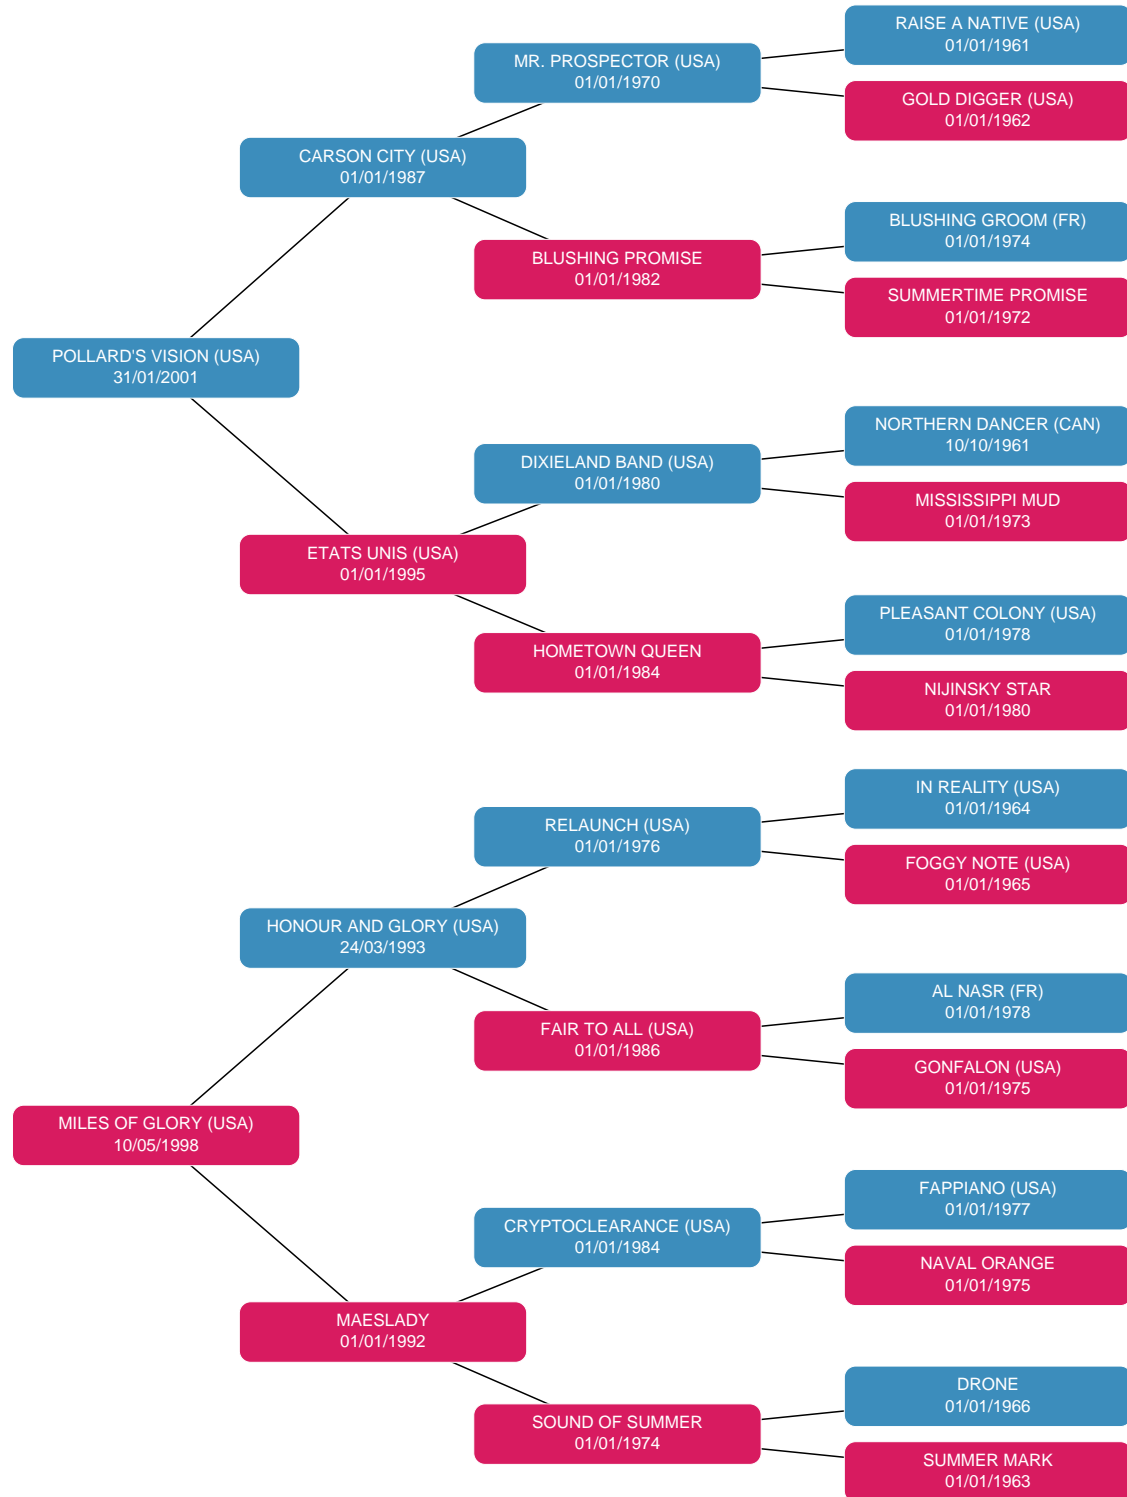 RAISE A NATIVE (USA)
01/01/1961
MR. PROSPECTOR (USA)
01/01/1970
GOLD DIGGER (USA)
01/01/1962
CARSON CITY (USA)
01/01/1987
BLUSHING GROOM (FR)
01/01/1974
BLUSHING PROMISE
01/01/1982
SUMMERTIME PROMISE
01/01/1972
POLLARD'S VISION (USA)
31/01/2001
NORTHERN DANCER (CAN)
10/10/1961
DIXIELAND BAND (USA)
01/01/1980
MISSISSIPPI MUD
01/01/1973
ETATS UNIS (USA)
01/01/1995
PLEASANT COLONY (USA)
01/01/1978
HOMETOWN QUEEN
01/01/1984
NIJINSKY STAR
01/01/1980
IN REALITY (USA)
01/01/1964
RELAUNCH (USA)
01/01/1976
FOGGY NOTE (USA)
01/01/1965
HONOUR AND GLORY (USA)
24/03/1993
AL NASR (FR)
01/01/1978
FAIR TO ALL (USA)
01/01/1986
GONFALON (USA)
01/01/1975
MILES OF GLORY (USA)
10/05/1998
FAPPIANO (USA)
01/01/1977
CRYPTOCLEARANCE (USA)
01/01/1984
NAVAL ORANGE
01/01/1975
MAESLADY
01/01/1992
DRONE
01/01/1966
SOUND OF SUMMER
01/01/1974
SUMMER MARK
01/01/1963